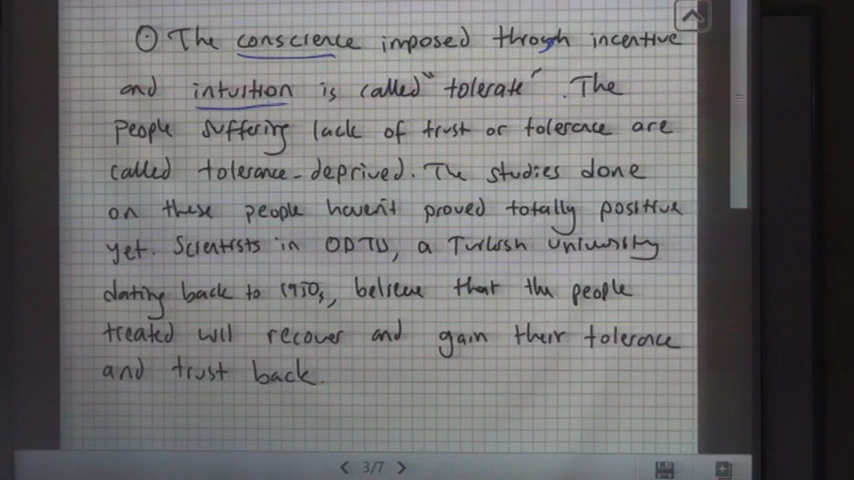 ⊙ The conscience imposed through incentive
and intuition is called "tolerate". The
people suffering lack of trust or tolerance are
called tolerance-deprived. The studies done
on these people haven't proved totally positive
yet. Scientists in ODTU, a Turkish University
dating back to 1950s, believe that the people
treated will recover and gain their tolerance
and trust back.
3/7